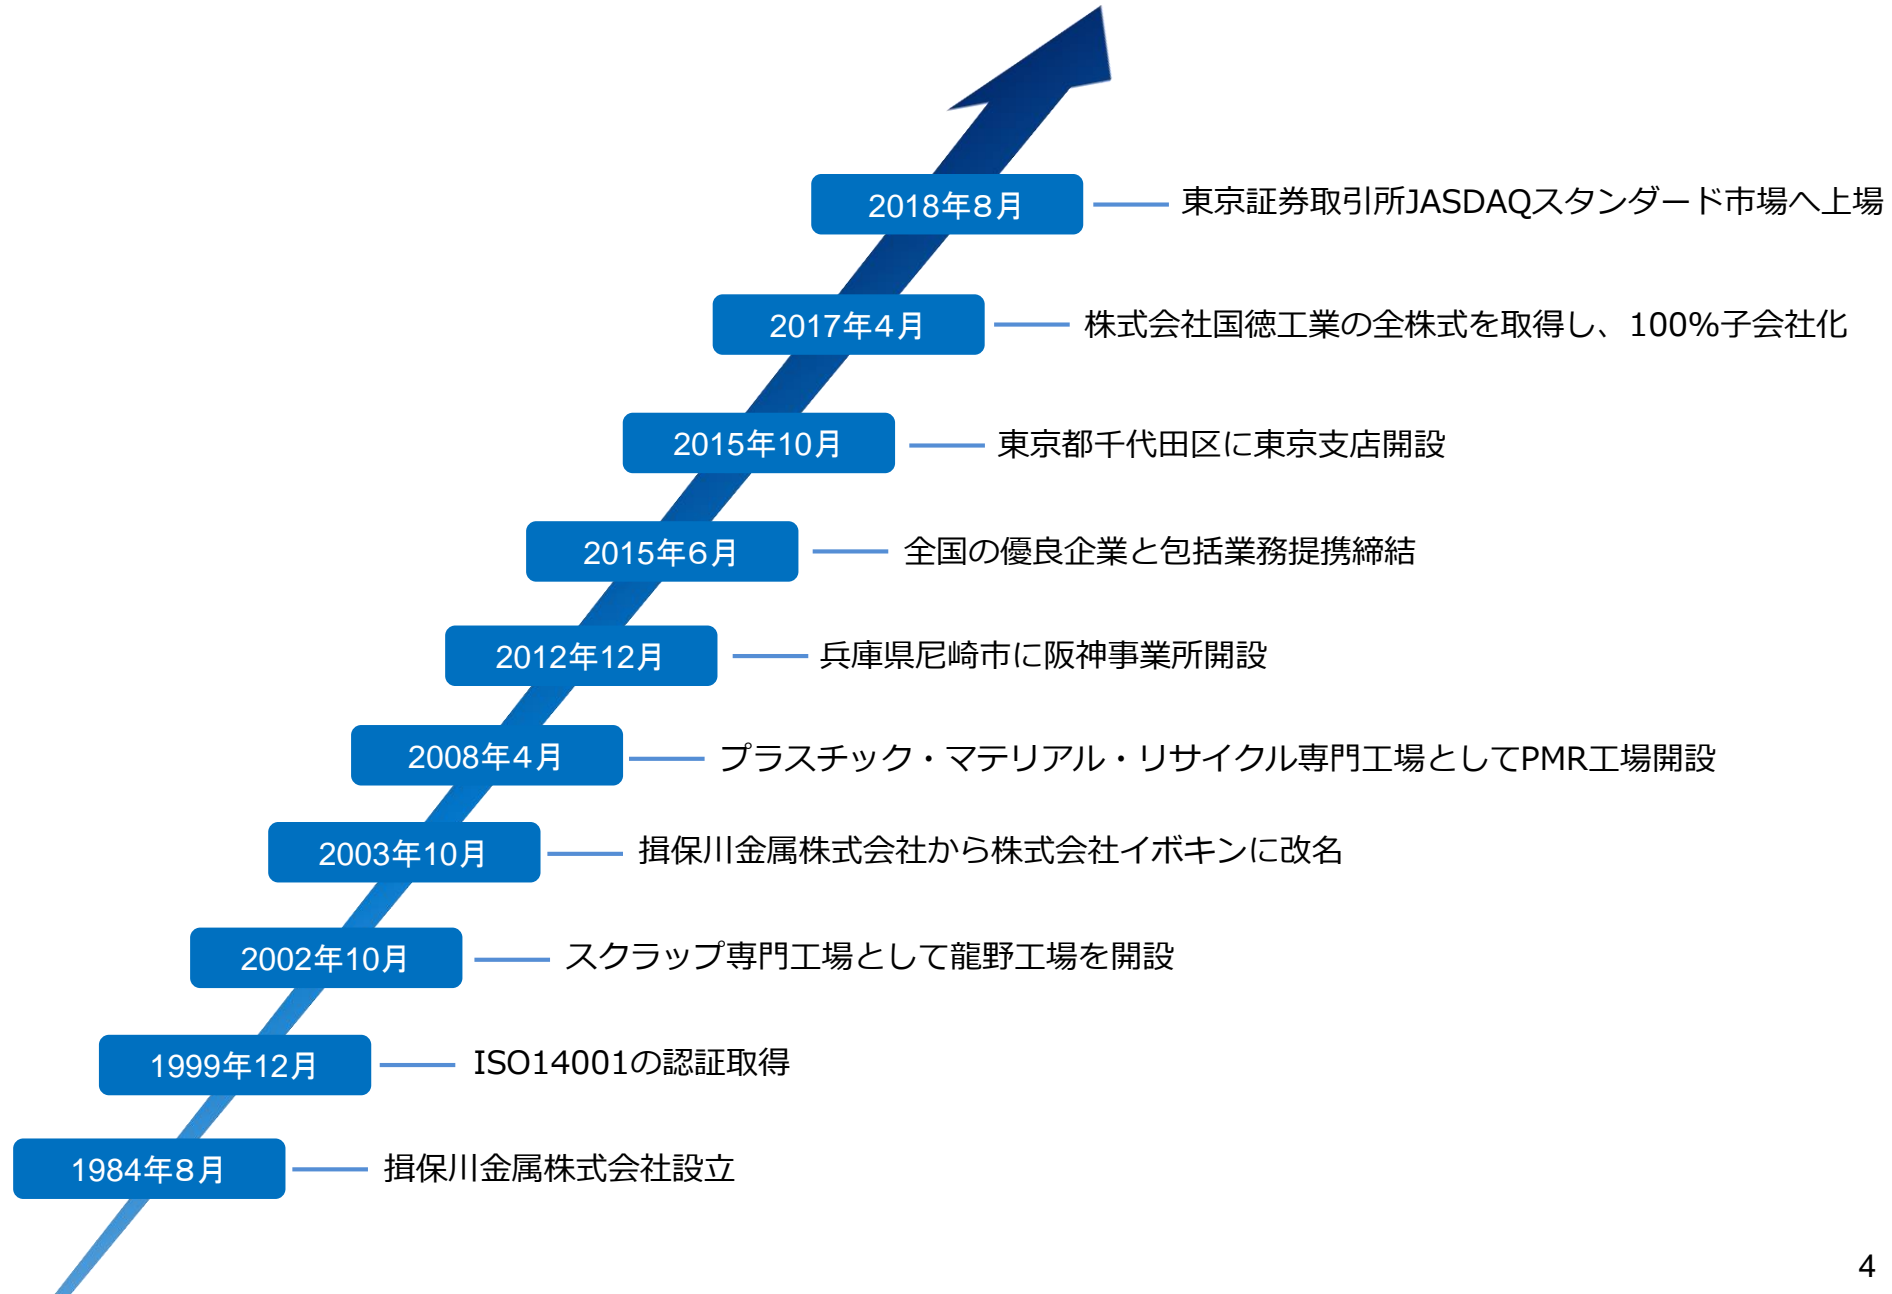 2018年８月 東京証券取引所JASDAQスタンダード市場へ上場
2017年４月 株式会社国徳工業の全株式を取得し、100%子会社化
2015年10月 東京都千代田区に東京支店開設
2015年６月 全国の優良企業と包括業務提携締結
2012年12月 兵庫県尼崎市に阪神事業所開設
2008年４月 プラスチック・マテリアル・リサイクル専門工場としてPMR工場開設
2003年10月 揖保川金属株式会社から株式会社イボキンに改名
2002年10月 スクラップ専門工場として龍野工場を開設
1999年12月 ISO14001の認証取得
1984年８月 揖保川金属株式会社設立
4